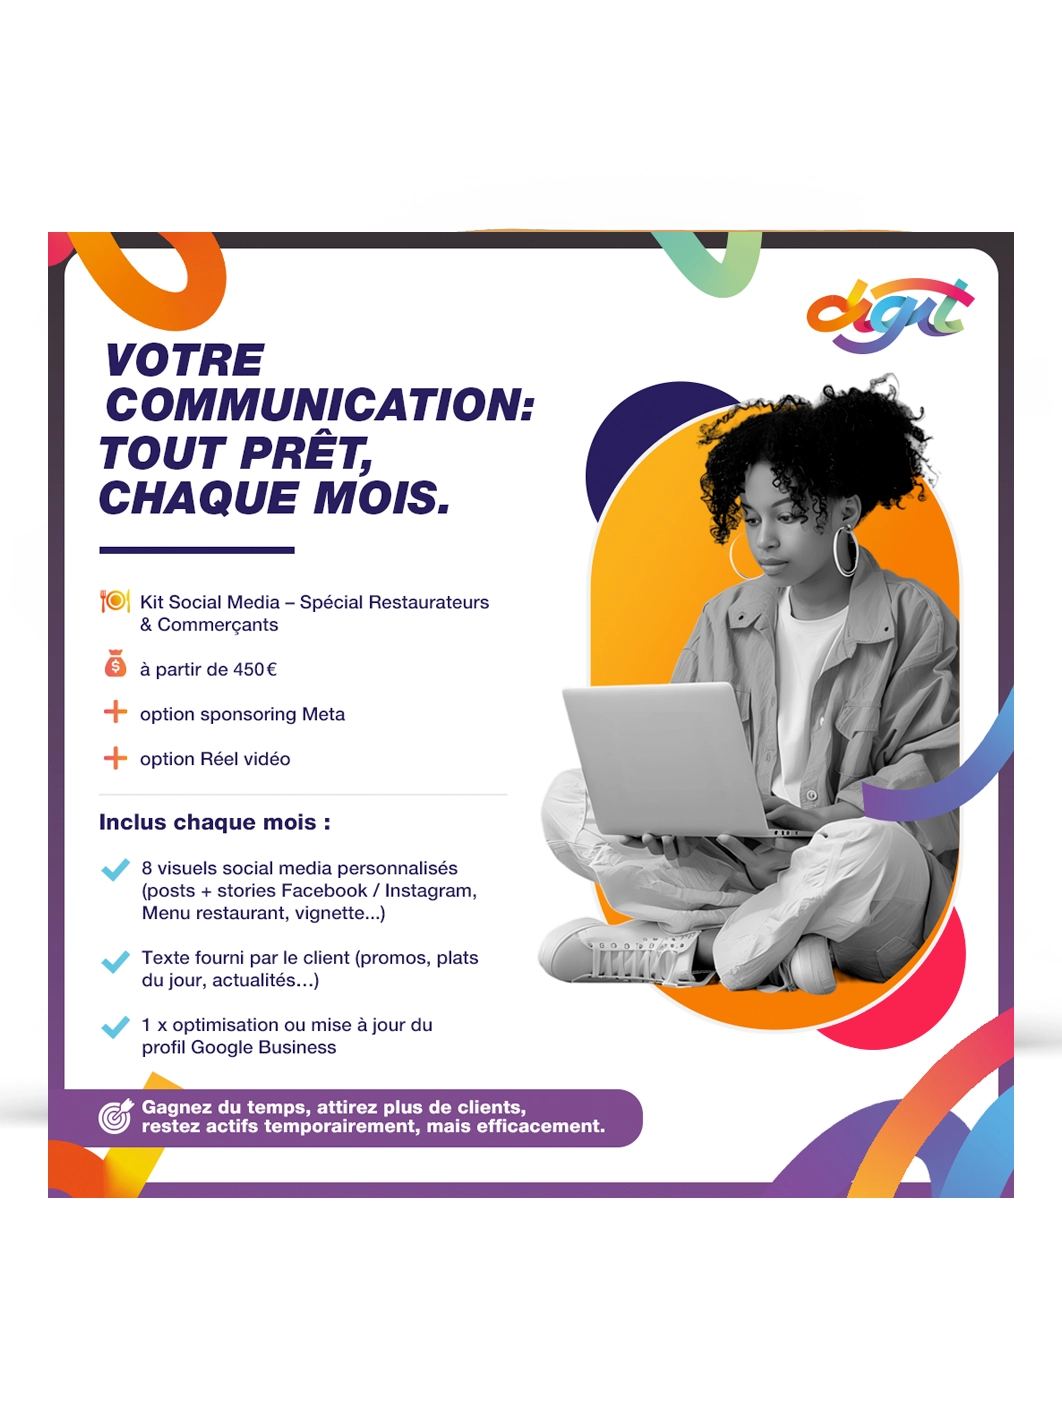 digit
VOTRE
COMMUNICATION:
TOUT PRÊT,
CHAQUE MOIS.
Kit Social Media – Spécial Restaurateurs
& Commerçants
à partir de 450€
option sponsoring Meta
option Réel vidéo
Inclus chaque mois :
8 visuels social media personnalisés
(posts + stories Facebook / Instagram,
Menu restaurant, vignette...)
Texte fourni par le client (promos, plats
du jour, actualités...)
1 x optimisation ou mise à jour du
profil Google Business
Gagnez du temps, attirez plus de clients,
restez actifs temporairement, mais efficacement.